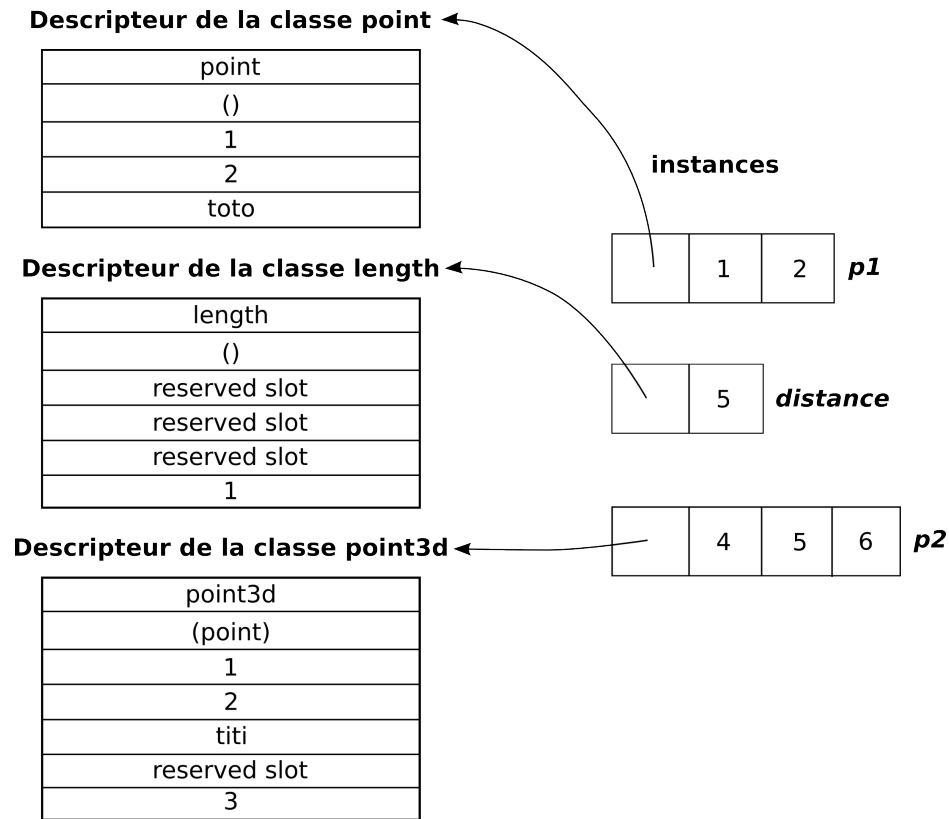 Descripteur de la classe point
point
()
1
2
toto
Descripteur de la classe length
length
()
reserved slot
reserved slot
reserved slot
1
Descripteur de la classe point3d
point3d
(point)
1
2
titi
reserved slot
3
instances
1 2 p1
5 distance
4 5 6 p2